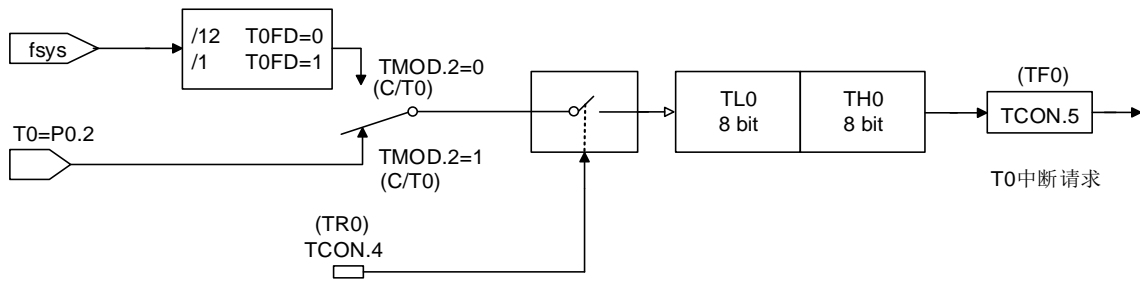 fsys
/12 T0FD=0
/1 T0FD=1
TMOD.2=0
(C/T0)
T0=P0.2
TMOD.2=1
(C/T0)
(TR0)
TCON.4
TL0
8 bit
TH0
8 bit
(TF0)
TCON.5
T0中断请求